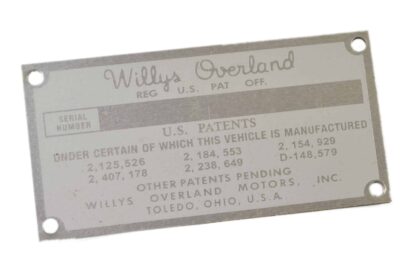 Willys Overland
REG U.S. PAT OFF.
SERIAL NUMBER
U.S. PATENTS
UNDER CERTAIN OF WHICH THIS VEHICLE IS MANUFACTURED
2,125,526 2,184,553 2,154,929
2,407,178 2,238,649 D-148,579
OTHER PATENTS PENDING
WILLYS OVERLAND MOTORS, INC.
TOLEDO, OHIO, U.S.A